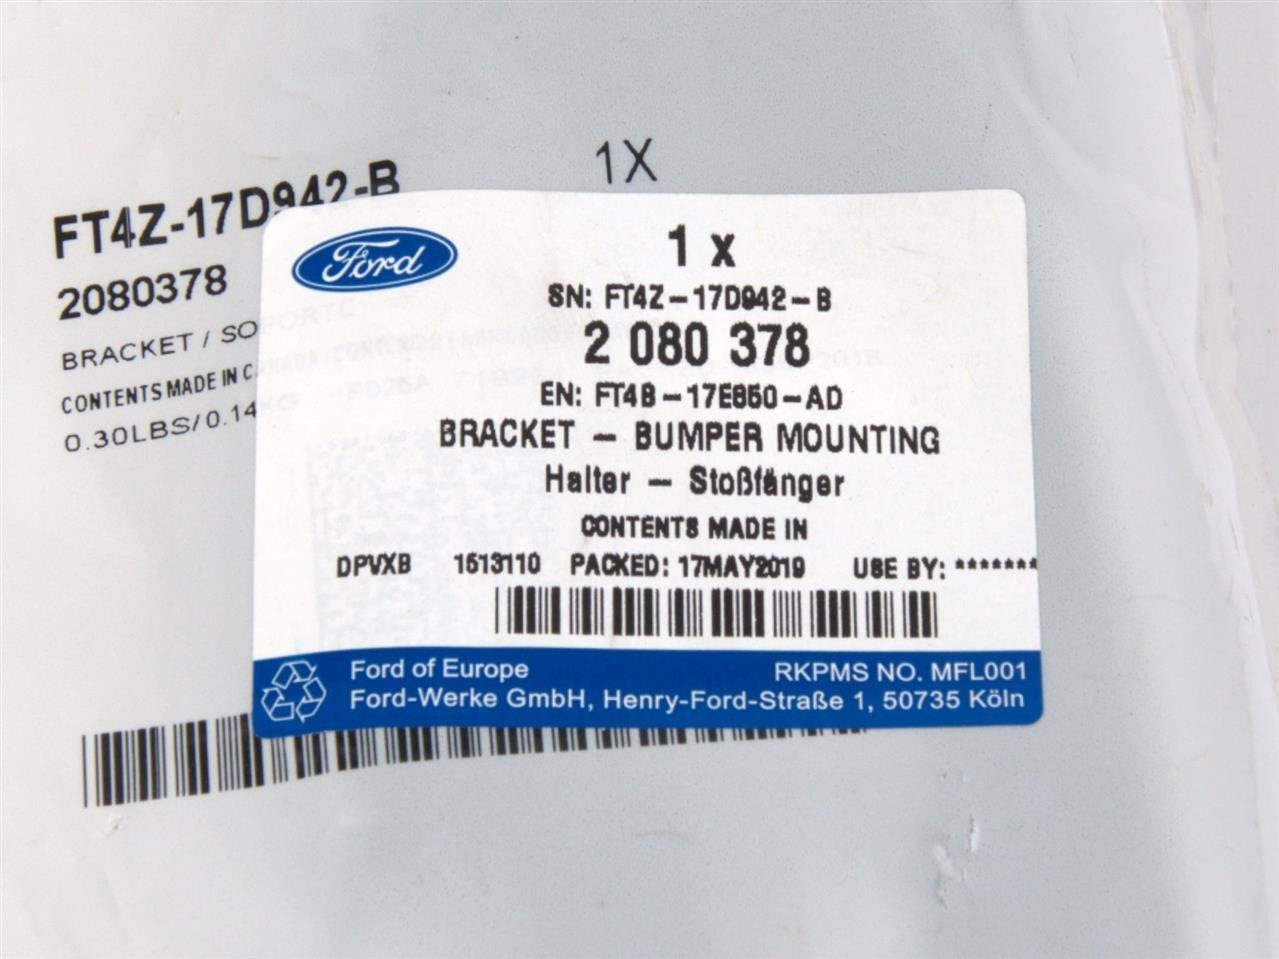 1X
FT4Z-17D942-B
2080378
BRACKET / SOPORTE
CONTENTS MADE IN
0.30LBS/0.14 KG
Ford
1 x
SN: FT4Z-17D942-B
2 080 378
EN: FT4B-17E850-AD
BRACKET - BUMPER MOUNTING
Halter - Stoßfänger
CONTENTS MADE IN
DPVXB 1513110 PACKED: 17MAY2019 USE BY: *******
Ford of Europe RKPMS NO. MFL001
Ford-Werke GmbH, Henry-Ford-Straße 1, 50735 Köln